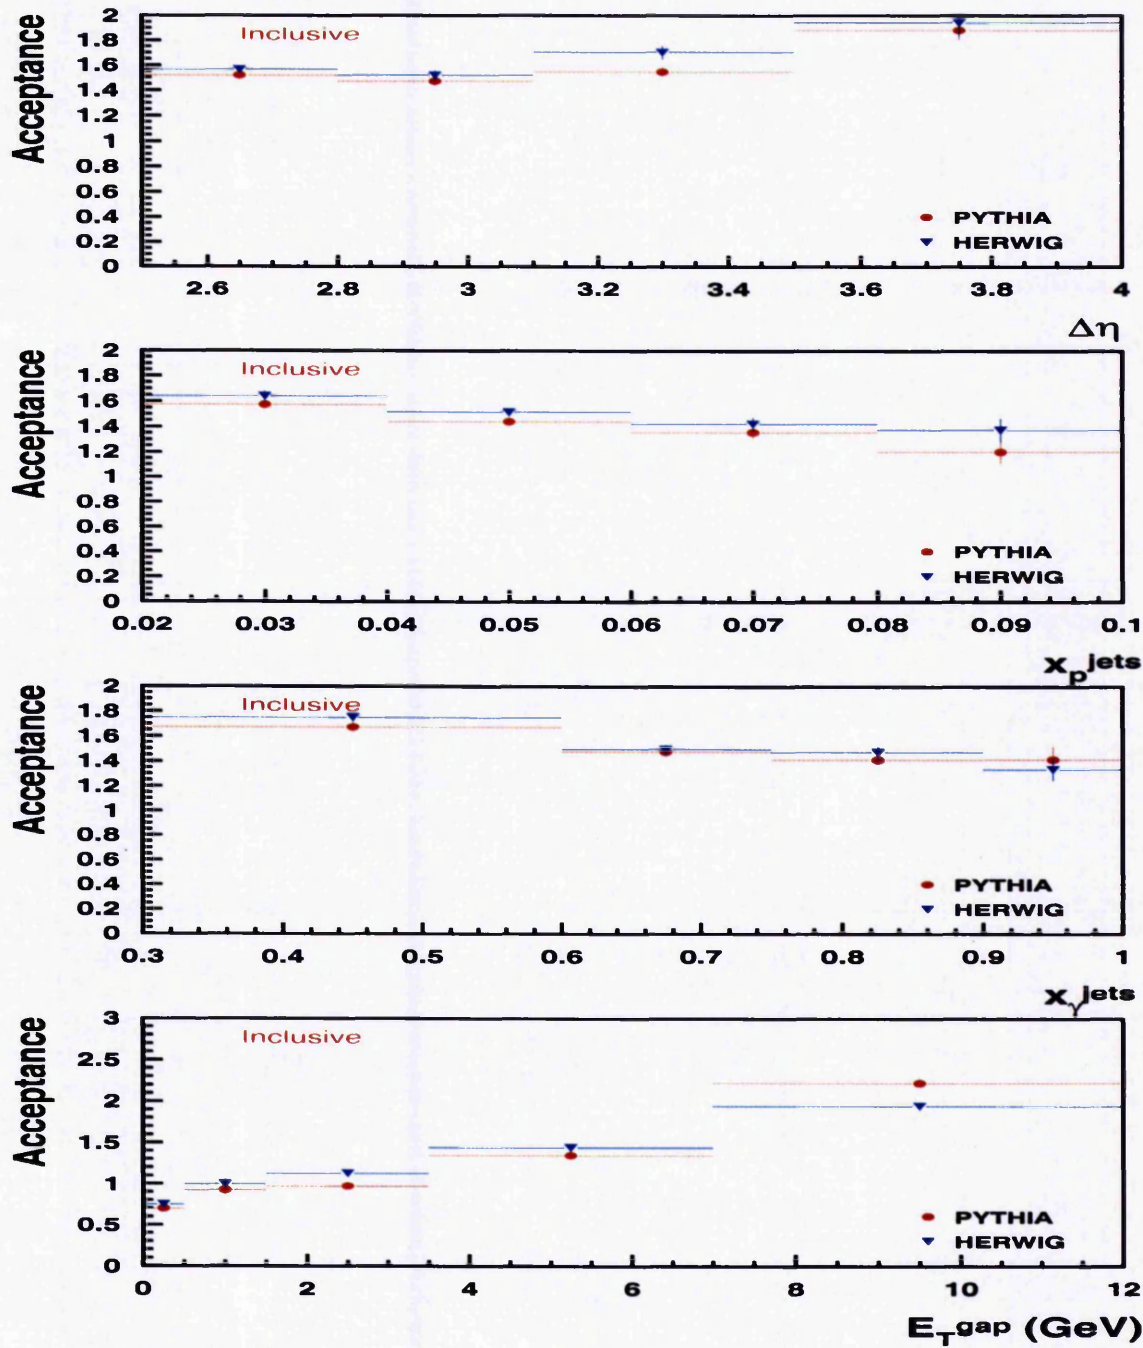 Acceptance
2
1.8
1.6
1.4
1.2
1
0.8
0.6
0.4
0.2
0
Inclusive
PYTHIA
HERWIG
2.6 2.8 3 3.2 3.4 3.6 3.8 4
Δη
Acceptance
2
1.8
1.6
1.4
1.2
1
0.8
0.6
0.4
0.2
0
Inclusive
PYTHIA
HERWIG
0.02 0.03 0.04 0.05 0.06 0.07 0.08 0.09 0.1
xp jets
Acceptance
2
1.8
1.6
1.4
1.2
1
0.8
0.6
0.4
0.2
0
Inclusive
PYTHIA
HERWIG
0.3 0.4 0.5 0.6 0.7 0.8 0.9 1
xγ jets
Acceptance
3
2.5
2
1.5
1
0.5
0
Inclusive
PYTHIA
HERWIG
0 2 4 6 8 10 12
ET gap (GeV)